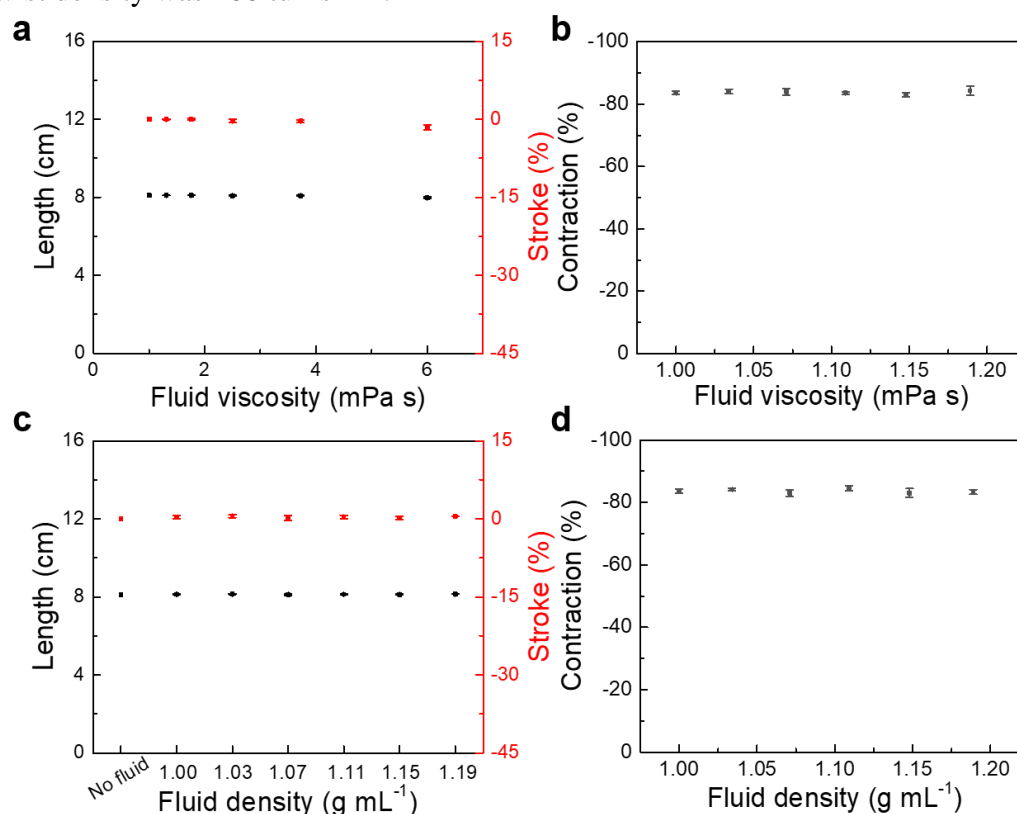 a
16
12
8
4
0
Length (cm)
15
0
-15
-30
-45
Stroke (%)
0 2 4 6
Fluid viscosity (mPa s)
b
-100
-80
-60
-40
-20
0
Contraction (%)
1.00 1.05 1.10 1.15 1.20
Fluid viscosity (mPa s)
c
16
12
8
4
0
Length (cm)
15
0
-15
-30
-45
Stroke (%)
No fluid 1.00 1.03 1.07 1.11 1.15 1.19
Fluid density (g mL⁻¹)
d
-100
-80
-60
-40
-20
0
Contraction (%)
1.00 1.05 1.10 1.15 1.20
Fluid density (g mL⁻¹)